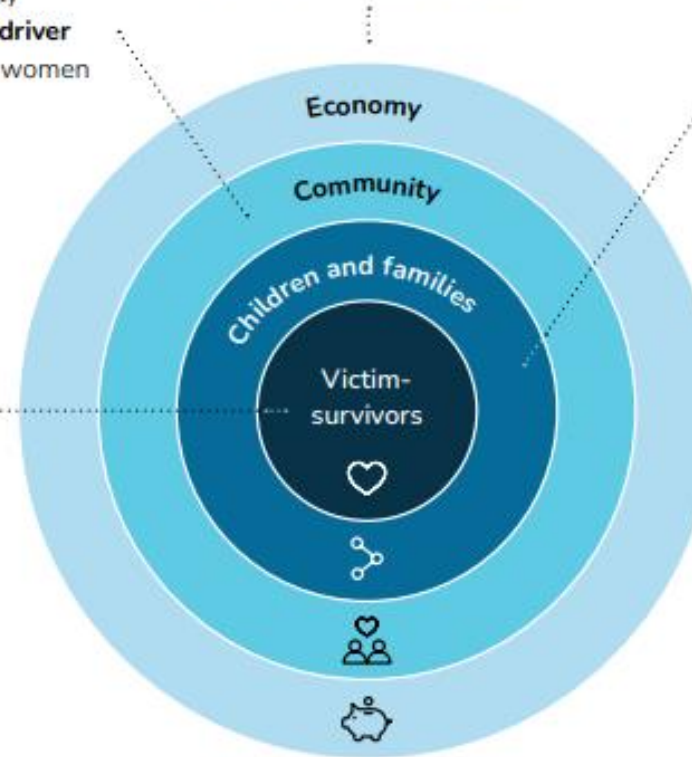 driver
women
Economy
Community
Children and families
Victim-
survivors